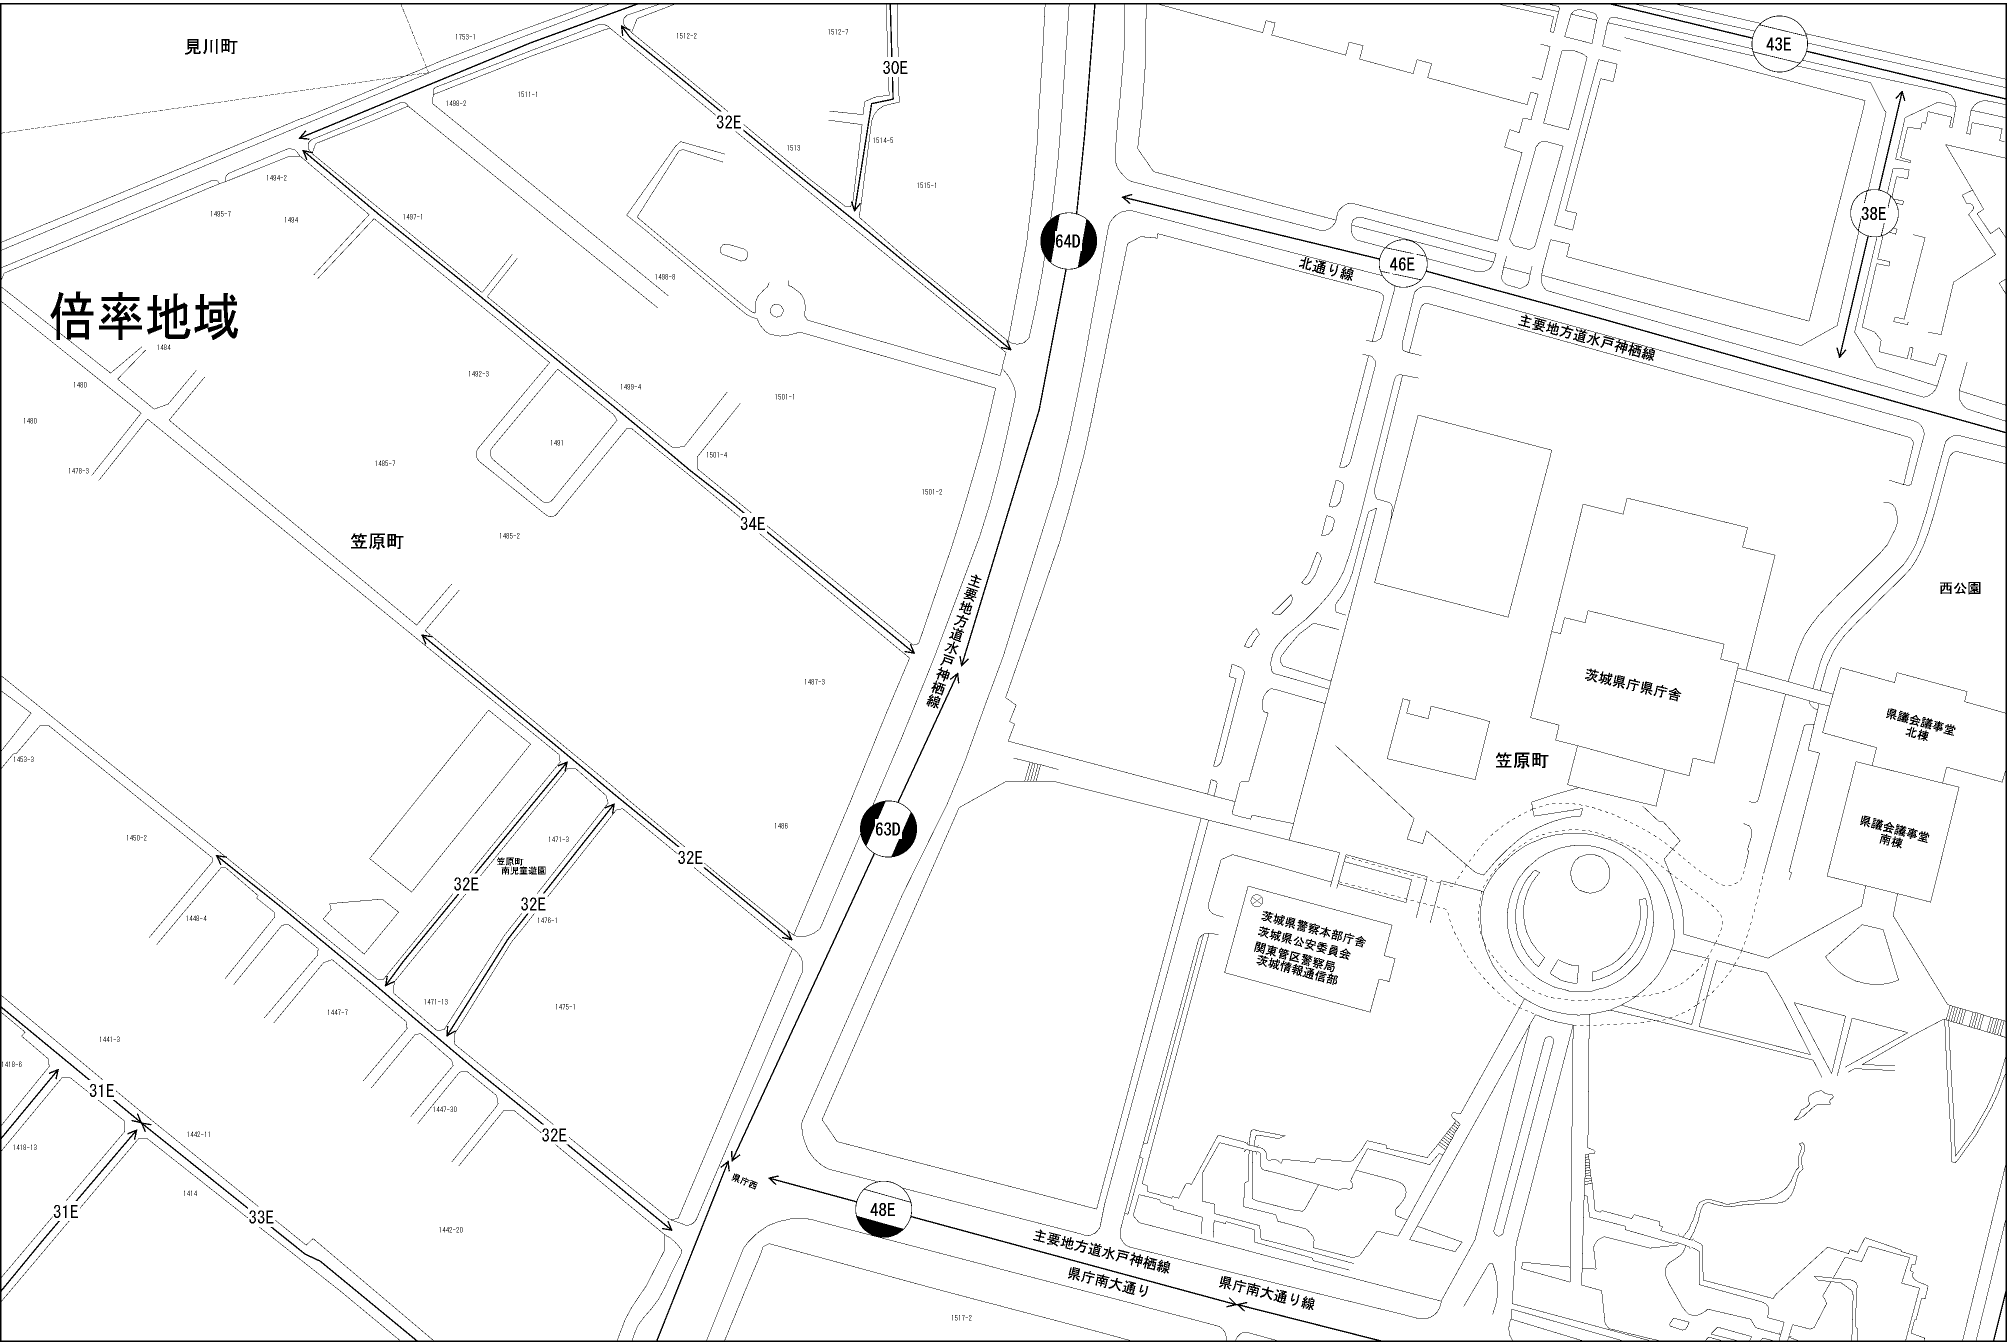 見川町
1753-1
1512-2
1512-7
30E
43E
1498-2
1511-1
32E
1513
1514-5
1515-1
38E
1494-2
1495-7
1494
1497-1
64D
46E
北通り線
主要地方道水戸神栖線
倍率地域
1498-8
1484
1480
1480
1492-3
1499-4
1501-1
1491
1501-4
1478-3
1485-7
1501-2
34E
笠原町
1485-2
主要地方道水戸神栖線
西公園
1487-3
茨城県庁県庁舎
県議会議事堂
北棟
笠原町
1453-3
1450-2
1486
63D
県議会議事堂
南棟
1471-3
笠原町
南児童遊園
32E
32E
32E
1476-1
1448-4
茨城県警察本部庁舎
茨城県公安委員会
関東管区警察局
茨城情報通信部
1471-13
1475-1
1447-7
1441-3
1418-6
31E
1447-30
1442-11
32E
1418-13
1414
31E
33E
1442-20
県庁西
48E
主要地方道水戸神栖線
県庁南大通り
県庁南大通り線
1517-2